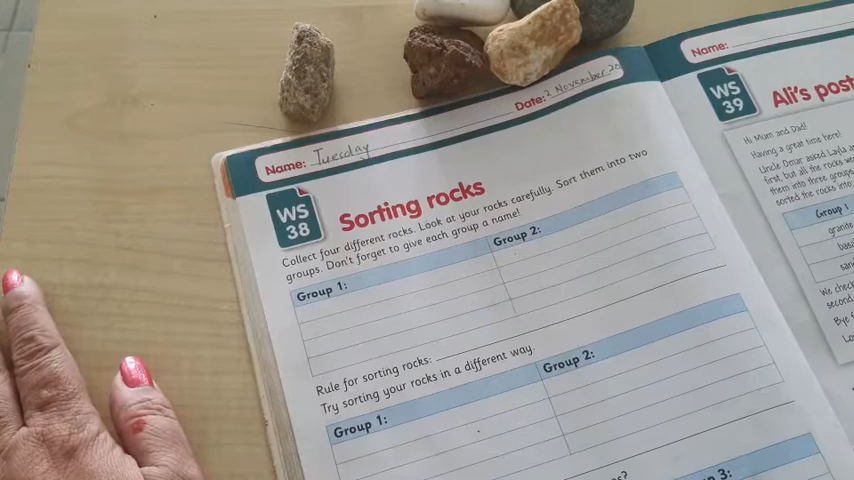 Name: Tuesday
Date: 2 November 20
WS
38
Sorting rocks
Collect four different rocks. Look at your rocks carefully. Sort them into two
groups. Don't forget to give each group a name!
Group 1:
Group 2:
Rule for sorting rocks:
Try sorting your rocks in a different way.
Group 1:
Group 2:
Name:
WS
39
Ali's post
Hi Mum and Dad!
Having a great time here!
Uncle Omar asked Layla a
first, but all the rocks we
them into three groups
sorted the rocks into
Group 1
We check
second
Bye f